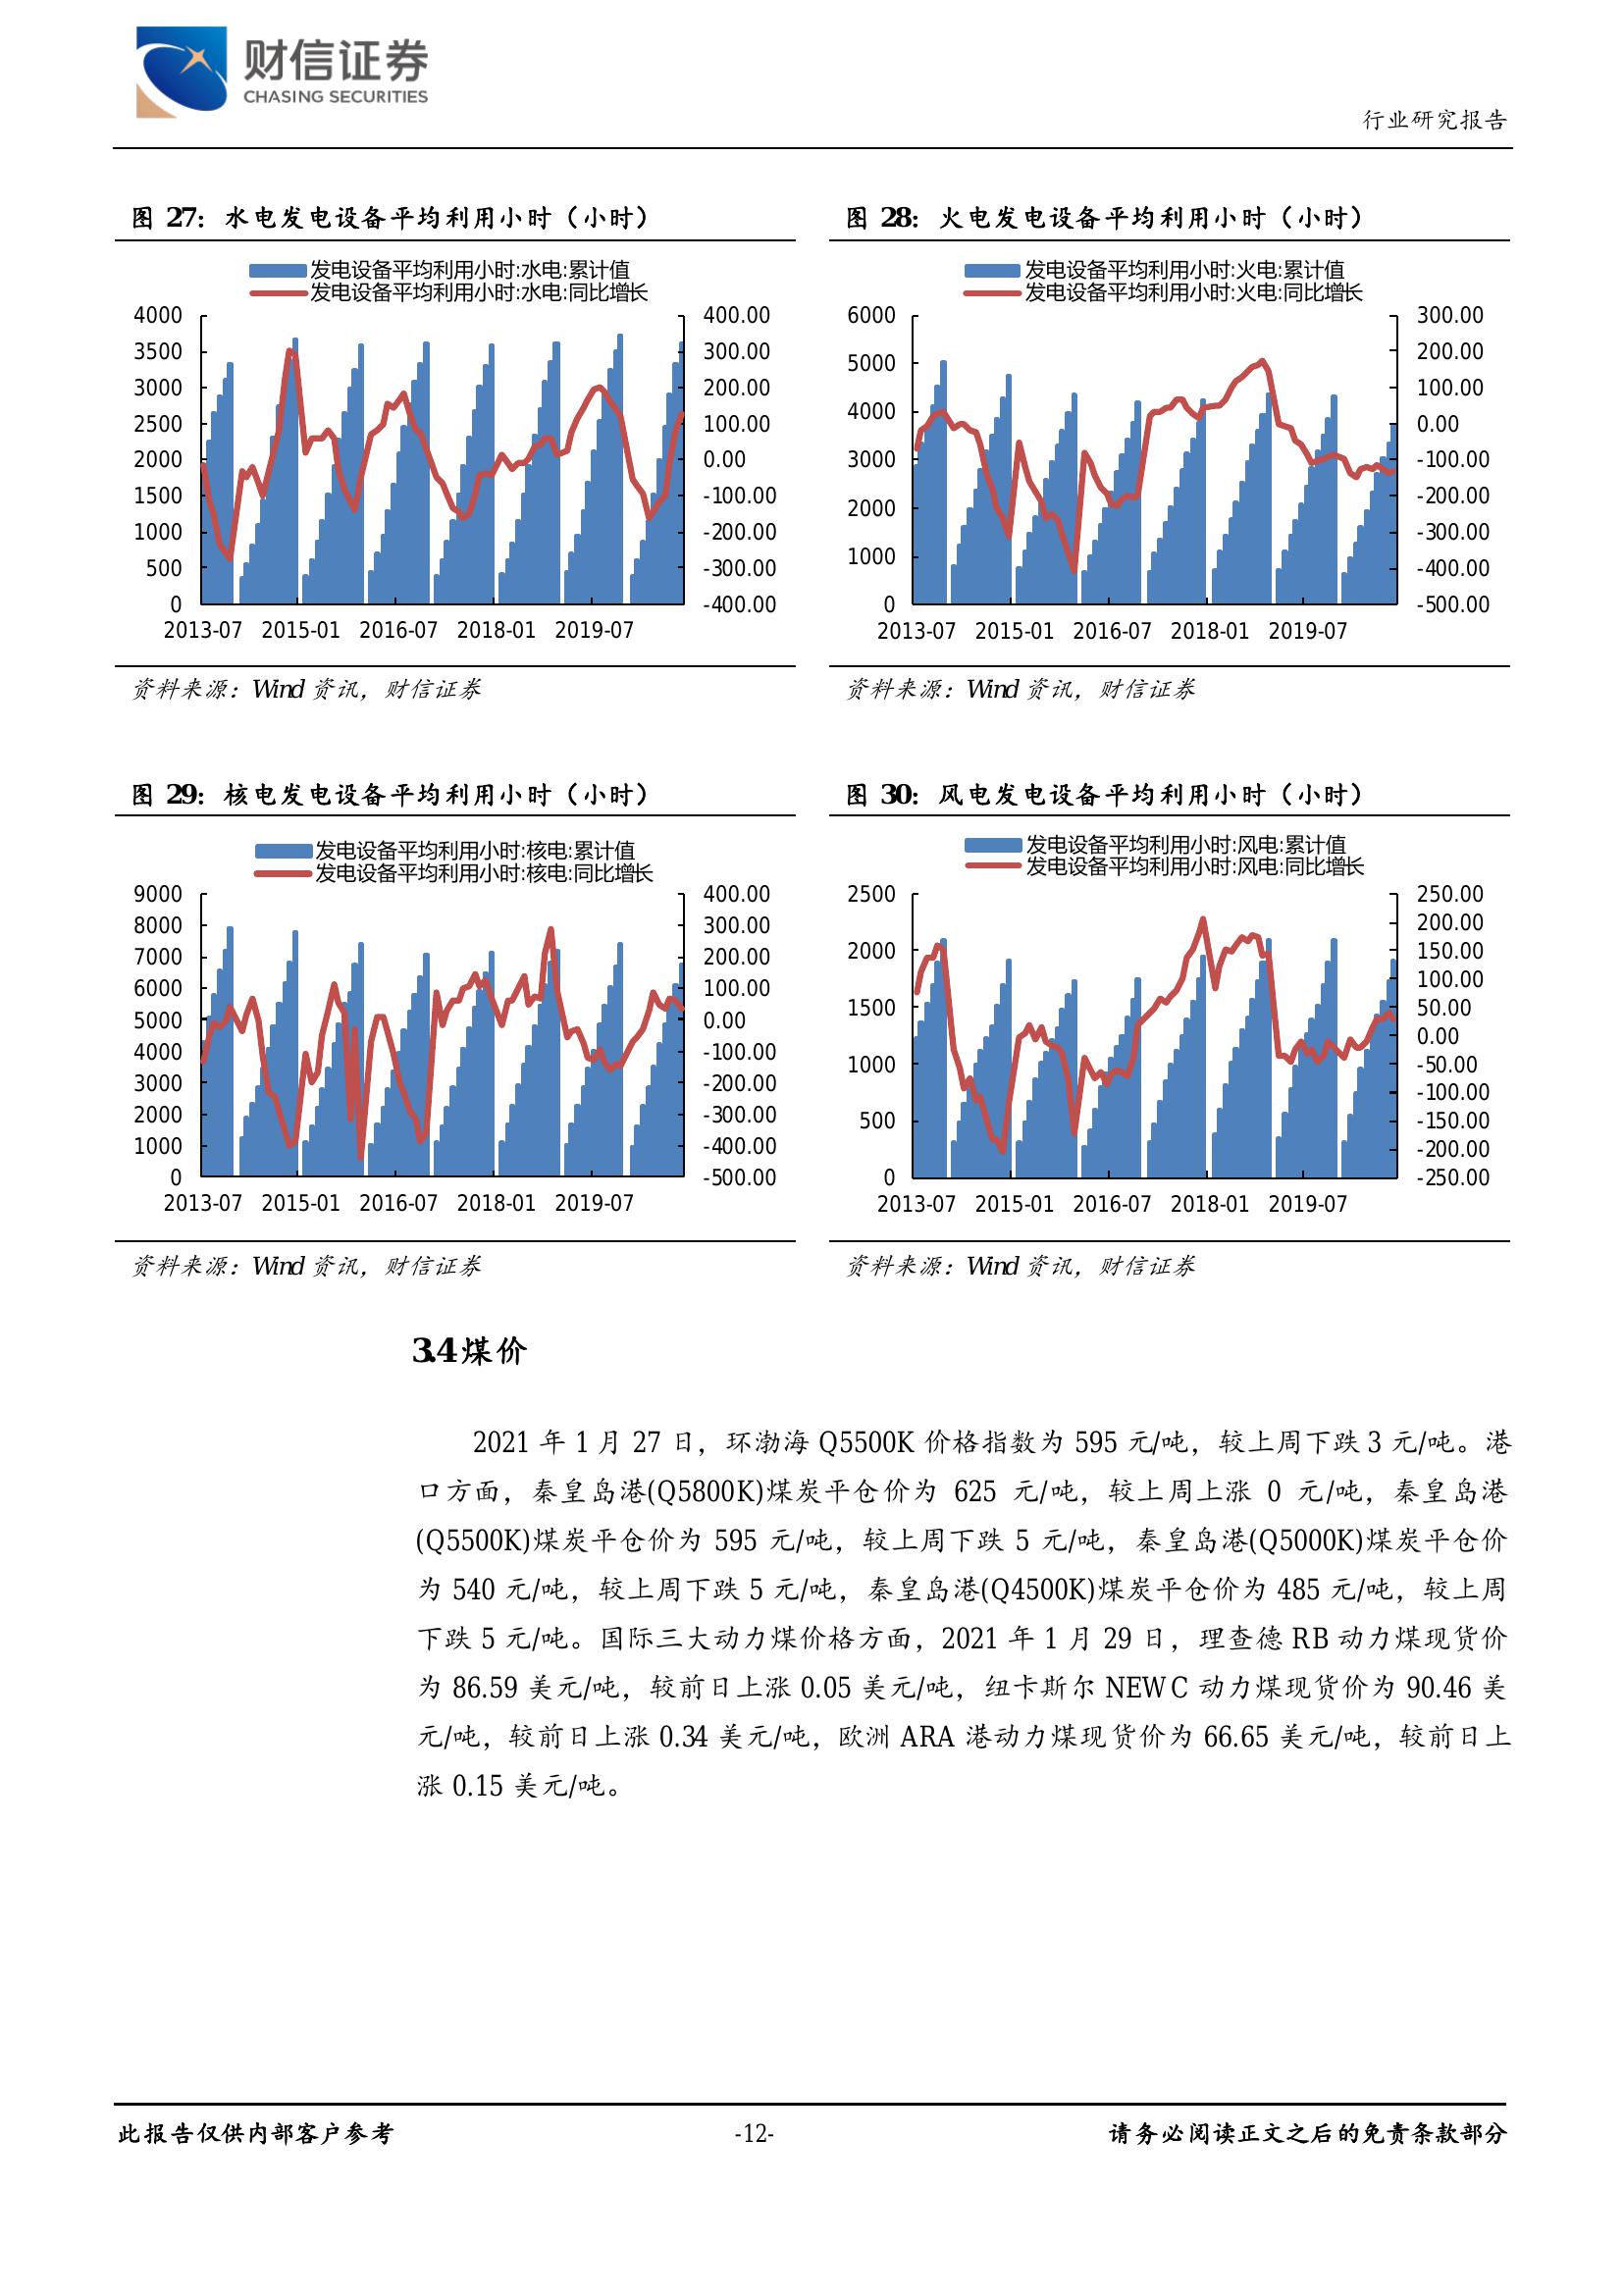 财信证券
CHASING SECURITIES
行业研究报告
图 27：水电发电设备平均利用小时（小时）
发电设备平均利用小时:水电:累计值
发电设备平均利用小时:水电:同比增长
4000 400.00
3500 300.00
3000 200.00
2500 100.00
2000 0.00
1500 -100.00
1000 -200.00
500 -300.00
0 -400.00
2013-07 2015-01 2016-07 2018-01 2019-07
资料来源：Wind 资讯，财信证券
图 28：火电发电设备平均利用小时（小时）
发电设备平均利用小时:火电:累计值
发电设备平均利用小时:火电:同比增长
6000 300.00
200.00
5000
100.00
4000 0.00
3000 -100.00
2000 -200.00
-300.00
1000
-400.00
0 -500.00
2013-07 2015-01 2016-07 2018-01 2019-07
资料来源：Wind 资讯，财信证券
图 29：核电发电设备平均利用小时（小时）
发电设备平均利用小时:核电:累计值
发电设备平均利用小时:核电:同比增长
9000 400.00
8000 300.00
7000 200.00
6000 100.00
5000 0.00
4000 -100.00
3000 -200.00
2000 -300.00
1000 -400.00
0 -500.00
2013-07 2015-01 2016-07 2018-01 2019-07
资料来源：Wind 资讯，财信证券
图 30：风电发电设备平均利用小时（小时）
发电设备平均利用小时:风电:累计值
发电设备平均利用小时:风电:同比增长
2500 250.00
200.00
2000 150.00
100.00
1500 50.00
0.00
1000 -50.00
-100.00
500 -150.00
-200.00
0 -250.00
2013-07 2015-01 2016-07 2018-01 2019-07
资料来源：Wind 资讯，财信证券
3.4 煤价
2021 年 1 月 27 日，环渤海 Q5500K 价格指数为 595 元/吨，较上周下跌 3 元/吨。港
口方面，秦皇岛港(Q5800K)煤炭平仓价为 625 元/吨，较上周上涨 0 元/吨，秦皇岛港
(Q5500K)煤炭平仓价为 595 元/吨，较上周下跌 5 元/吨，秦皇岛港(Q5000K)煤炭平仓价
为 540 元/吨，较上周下跌 5 元/吨，秦皇岛港(Q4500K)煤炭平仓价为 485 元/吨，较上周
下跌 5 元/吨。国际三大动力煤价格方面，2021 年 1 月 29 日，理查德 RB 动力煤现货价
为 86.59 美元/吨，较前日上涨 0.05 美元/吨，纽卡斯尔 NEWC 动力煤现货价为 90.46 美
元/吨，较前日上涨 0.34 美元/吨，欧洲 ARA 港动力煤现货价为 66.65 美元/吨，较前日上
涨 0.15 美元/吨。
此报告仅供内部客户参考 -12- 请务必阅读正文之后的免责条款部分